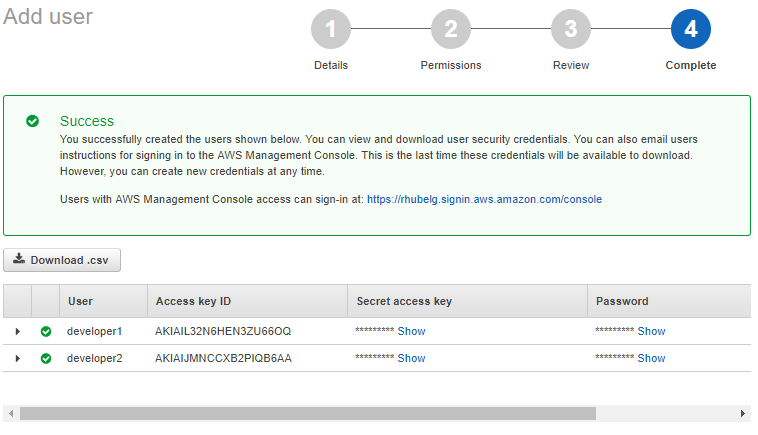 Add user
1 2 3 4
Details Permissions Review Complete
Success
You successfully created the users shown below. You can view and download user security credentials. You can also email users
instructions for signing in to the AWS Management Console. This is the last time these credentials will be available to download.
However, you can create new credentials at any time.
Users with AWS Management Console access can sign-in at: https://rhubelg.signin.aws.amazon.com/console
Download .csv
User Access key ID Secret access key Password
developer1 AKIAIL32N6HEN3ZU66OQ ********* Show ********* Show
developer2 AKIAIJMNCCXB2PIQB6AA ********* Show ********* Show